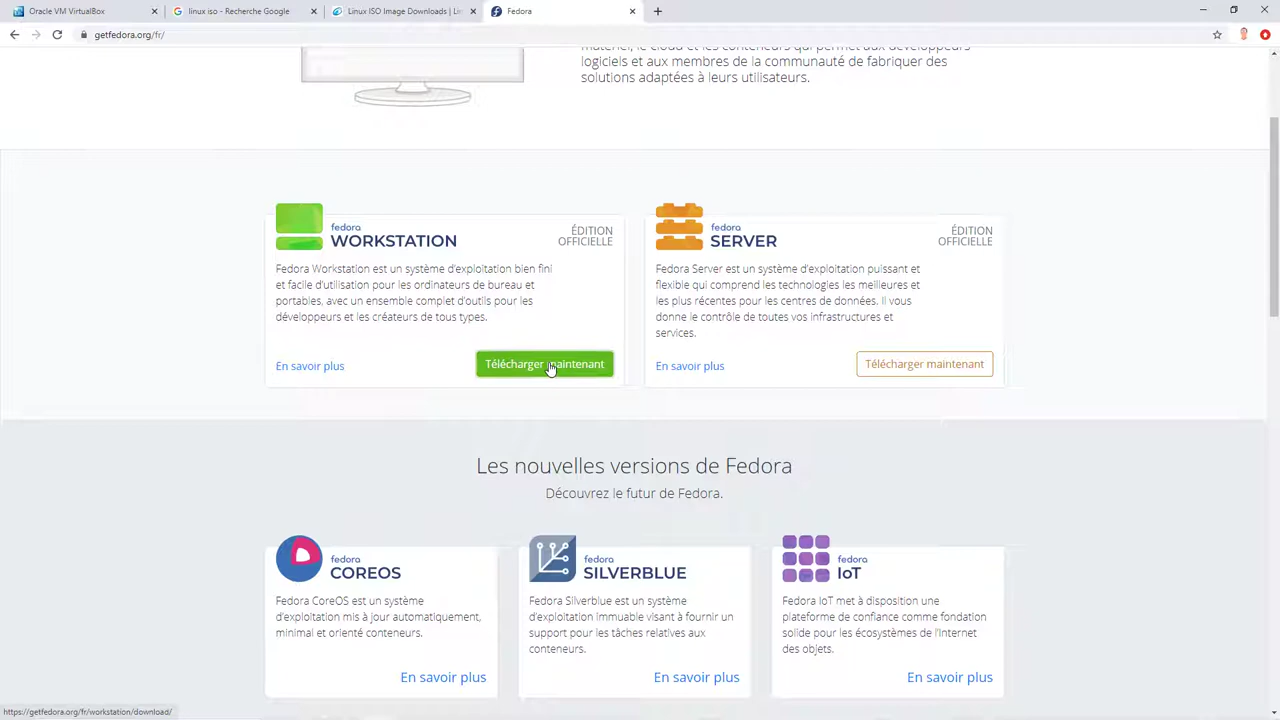 Oracle VM VirtualBox
linux iso - Recherche Google
Linux ISO Image Downloads | Li
Fedora
getfedora.org/fr/
matériel, le cloud et les conteneurs qui permet aux développeurs
logiciels et aux membres de la communauté de fabriquer des
solutions adaptées à leurs utilisateurs.
fedora
WORKSTATION
ÉDITION
OFFICIELLE
Fedora Workstation est un système d'exploitation bien fini
et facile d'utilisation pour les ordinateurs de bureau et
portables, avec un ensemble complet d'outils pour les
développeurs et les créateurs de tous types.
En savoir plus
Télécharger maintenant
fedora
SERVER
ÉDITION
OFFICIELLE
Fedora Server est un système d'exploitation puissant et
flexible qui comprend les technologies les meilleures et
les plus récentes pour les centres de données. Il vous
donne le contrôle de toutes vos infrastructures et
services.
En savoir plus
Télécharger maintenant
Les nouvelles versions de Fedora
Découvrez le futur de Fedora.
fedora
COREOS
Fedora CoreOS est un système
d'exploitation mis à jour automatiquement,
minimal et orienté conteneurs.
En savoir plus
fedora
SILVERBLUE
Fedora Silverblue est un système
d'exploitation immuable visant à fournir un
support pour les tâches relatives aux
conteneurs.
En savoir plus
fedora
IoT
Fedora IoT met à disposition une
plateforme de confiance comme fondation
solide pour les écosystèmes de l'Internet
des objets.
En savoir plus
https://getfedora.org/fr/workstation/download/